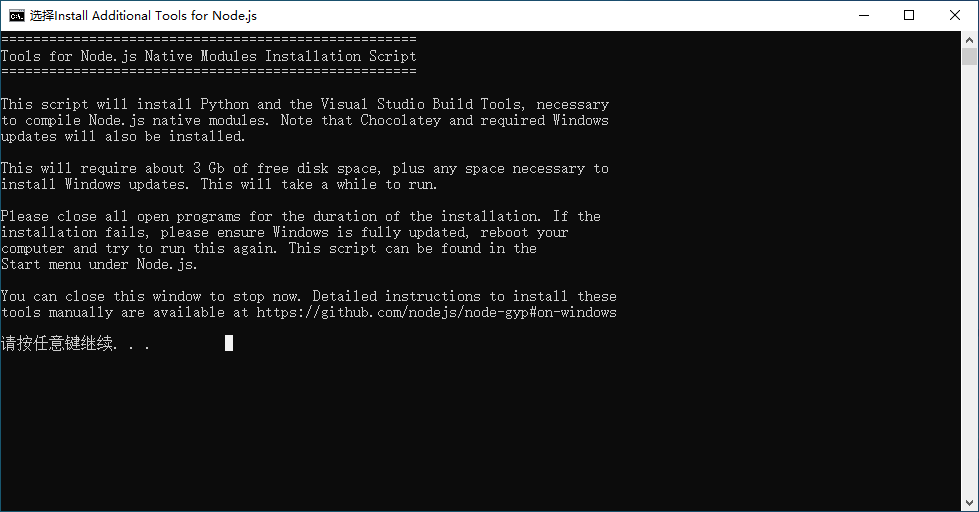 选择Install Additional Tools for Node.js
====================================================
Tools for Node.js Native Modules Installation Script
====================================================
This script will install Python and the Visual Studio Build Tools, necessary
to compile Node.js native modules. Note that Chocolatey and required Windows
updates will also be installed.
This will require about 3 Gb of free disk space, plus any space necessary to
install Windows updates. This will take a while to run.
Please close all open programs for the duration of the installation. If the
installation fails, please ensure Windows is fully updated, reboot your
computer and try to run this again. This script can be found in the
Start menu under Node.js.
You can close this window to stop now. Detailed instructions to install these
tools manually are available at https://github.com/nodejs/node-gyp#on-windows
请按任意键继续. . .